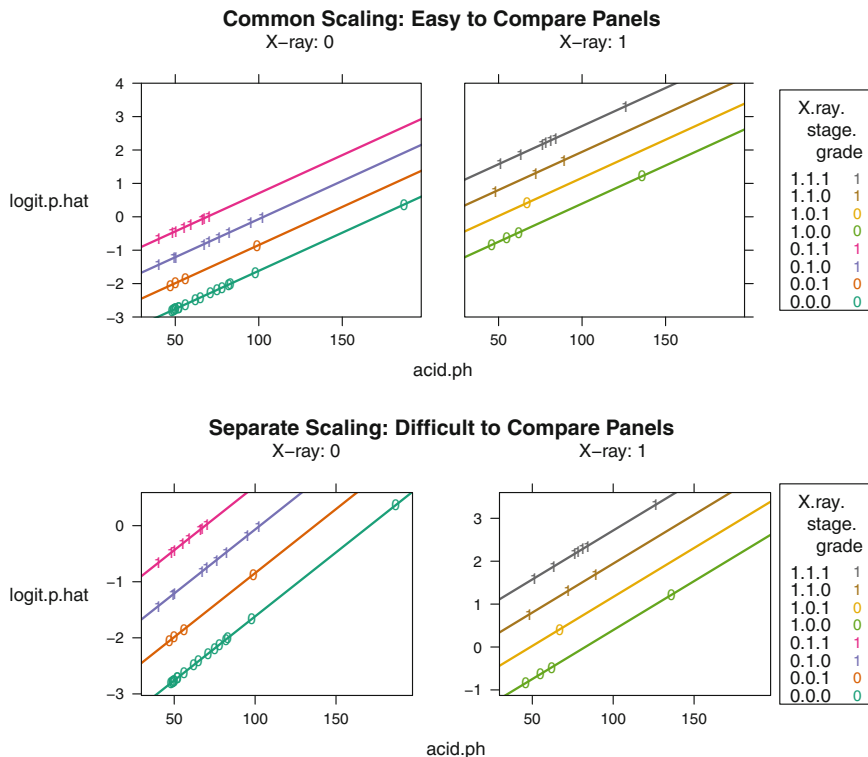 Common Scaling: Easy to Compare Panels
X−ray: 0 X−ray: 1
4
3
2
1
0
−1
−2
−3
logit.p.hat
50 100 150 50 100 150
acid.ph
X.ray.
stage.
grade
1.1.1 1
1.1.0 1
1.0.1 0
1.0.0 0
0.1.1 1
0.1.0 1
0.0.1 0
0.0.0 0
Separate Scaling: Difficult to Compare Panels
X−ray: 0 X−ray: 1
0
−1
−2
−3
logit.p.hat
50 100 150
3
2
1
0
−1
50 100 150
acid.ph
X.ray.
stage.
grade
1.1.1 1
1.1.0 1
1.0.1 0
1.0.0 0
0.1.1 1
0.1.0 1
0.0.1 0
0.0.0 0